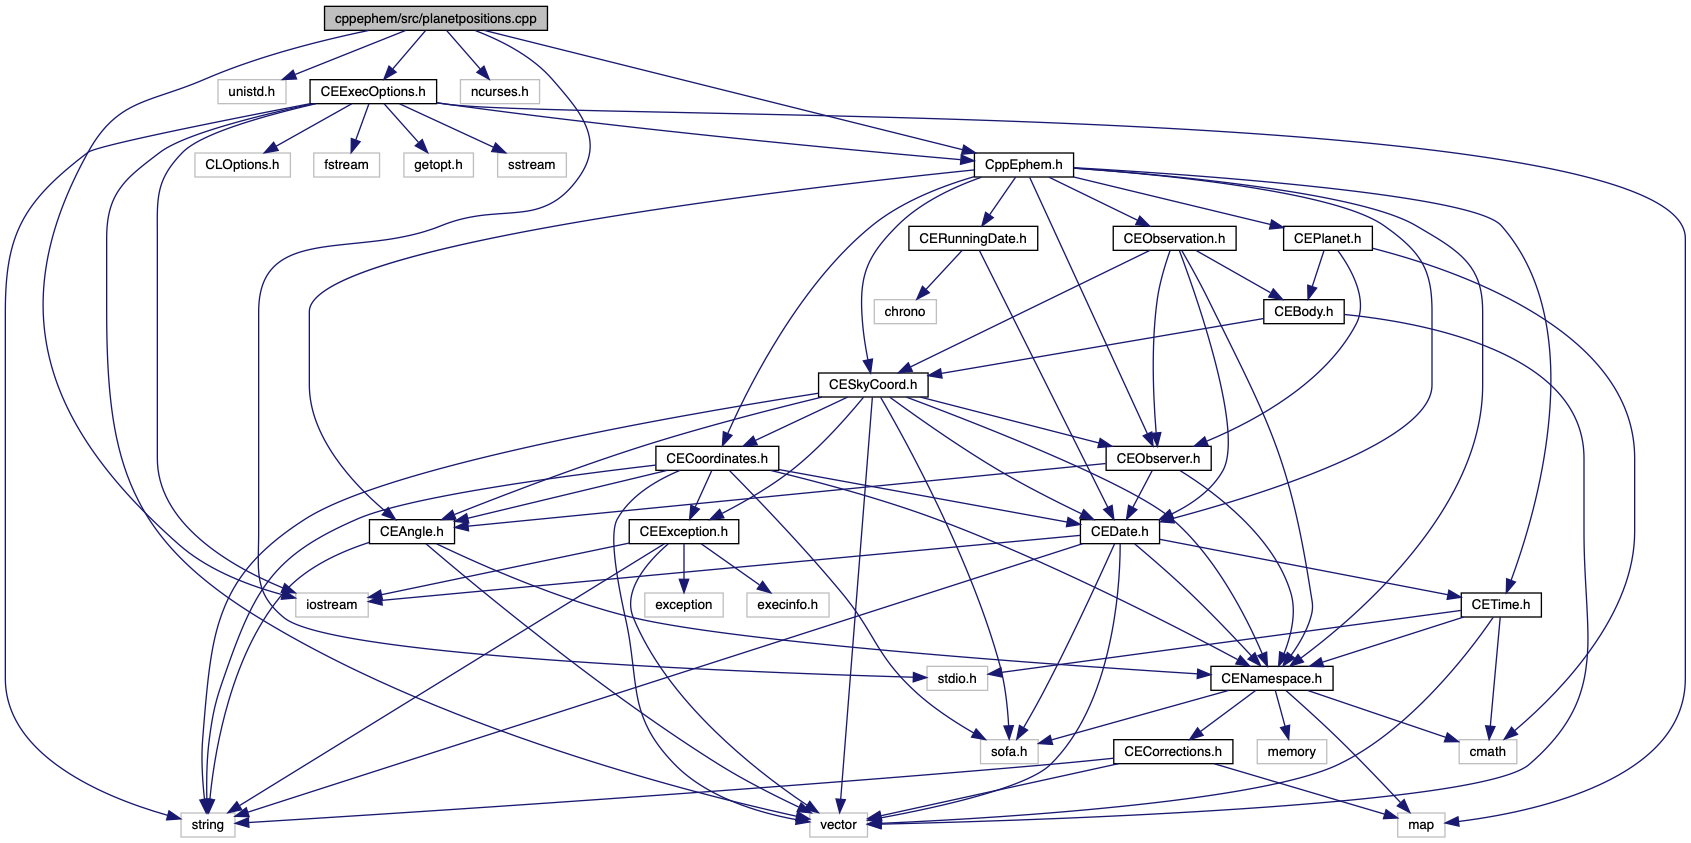 cppephem/src/planetpositions.cpp
unistd.h
CEExecOptions.h
ncurses.h
CLOptions.h
fstream
getopt.h
sstream
CppEphem.h
CERunningDate.h
CEObservation.h
CEPlanet.h
chrono
CEBody.h
CESkyCoord.h
CECoordinates.h
CEObserver.h
CEAngle.h
CEException.h
CEDate.h
iostream
exception
execinfo.h
CETime.h
stdio.h
CENamespace.h
sofa.h
CECorrections.h
memory
cmath
string
vector
map